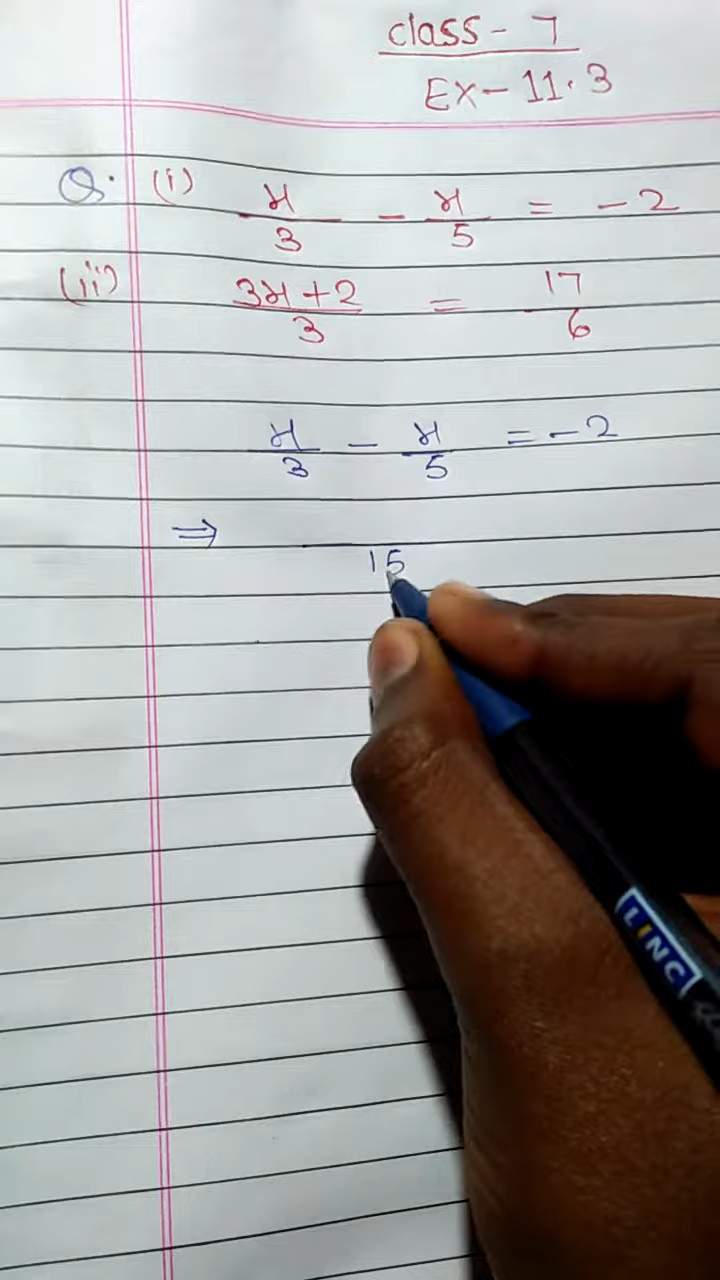 class - 7
Ex - 11.3
Q. (i) x/3 - x/5 = -2
(ii) 3x+2/3 = 17/6
x/3 - x/5 = -2
⇒ 15
LINC